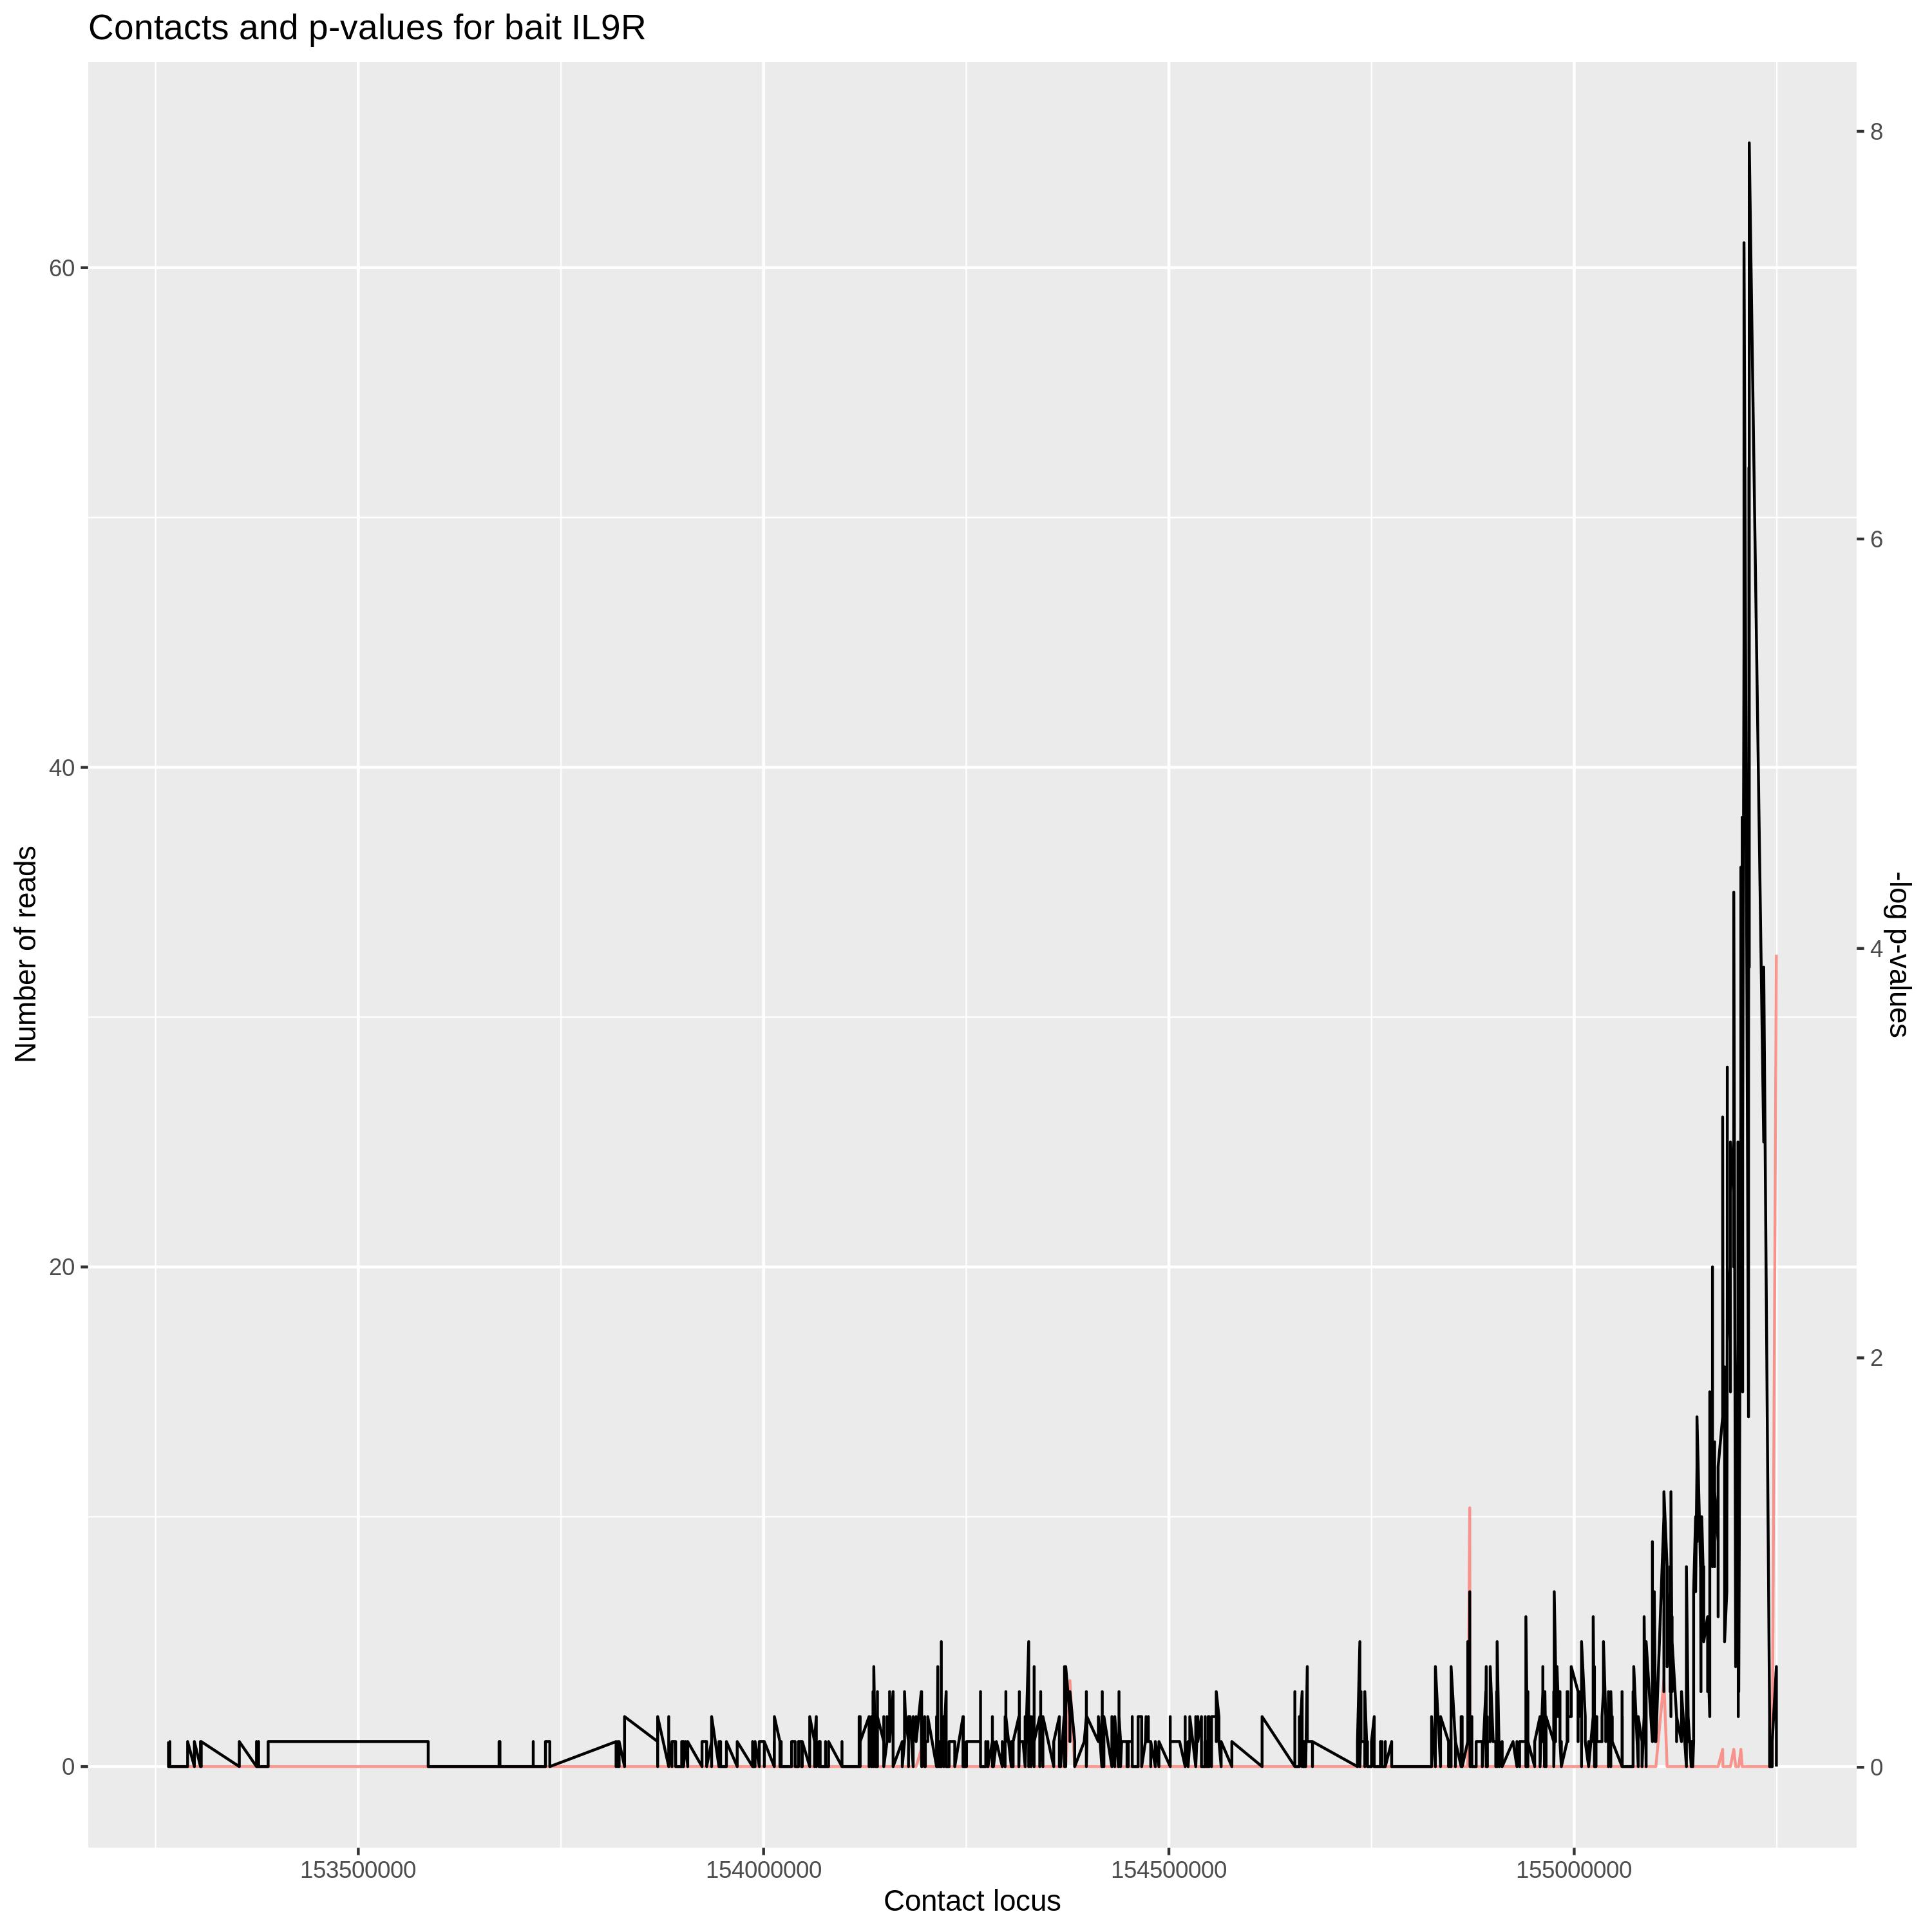 Contacts and p-values for bait IL9R
8
60
6
40
4
Number of reads
-log p-values
20
2
0
0
153500000 154000000 154500000 155000000
Contact locus